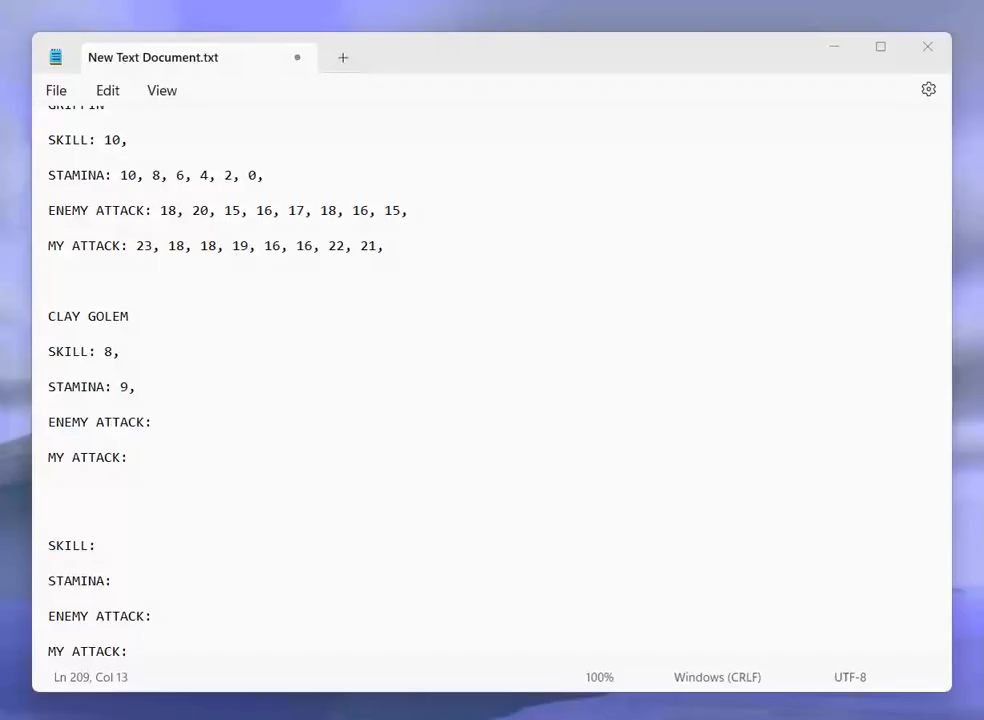 New Text Document.txt
File Edit View
GRIFFIN
SKILL: 10,
STAMINA: 10, 8, 6, 4, 2, 0,
ENEMY ATTACK: 18, 20, 15, 16, 17, 18, 16, 15,
MY ATTACK: 23, 18, 18, 19, 16, 16, 22, 21,
CLAY GOLEM
SKILL: 8,
STAMINA: 9,
ENEMY ATTACK:
MY ATTACK:
SKILL:
STAMINA:
ENEMY ATTACK:
MY ATTACK:
Ln 209, Col 13 100% Windows (CRLF) UTF-8